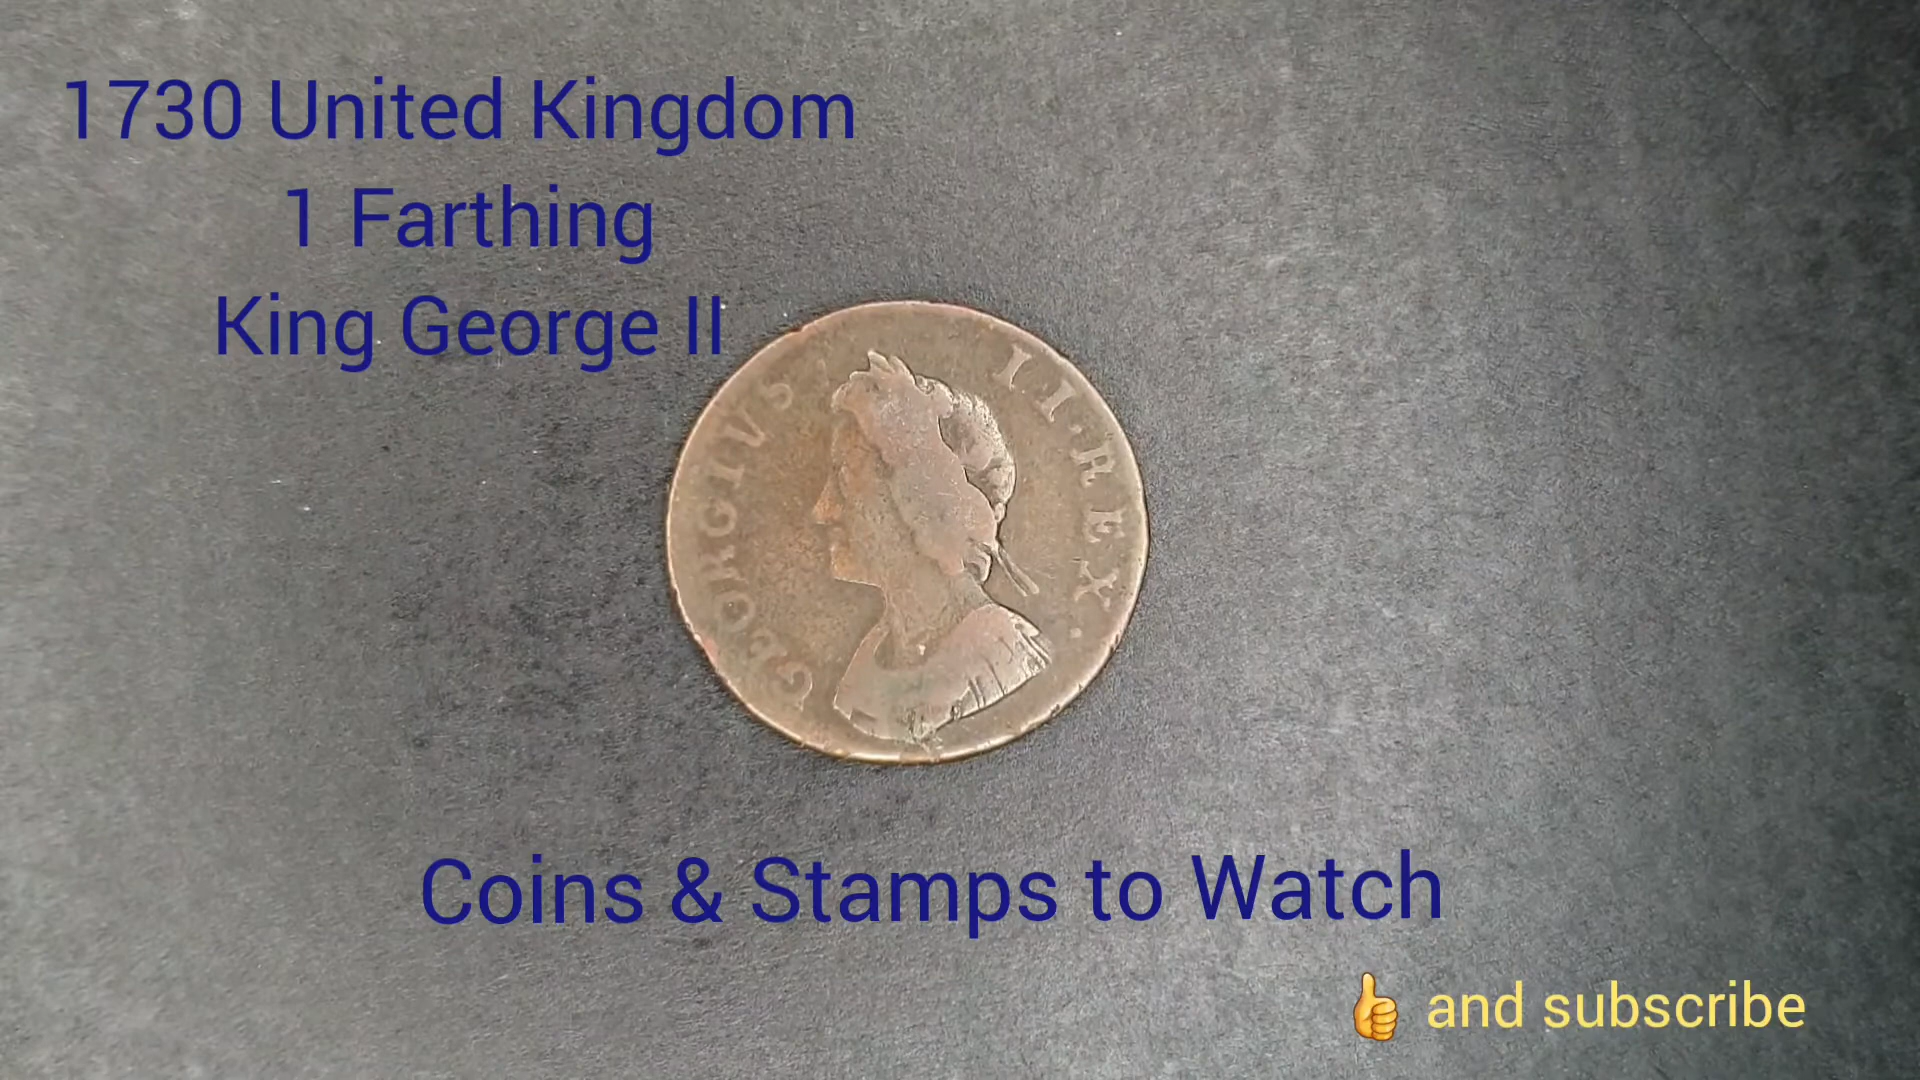 1730 United Kingdom
1 Farthing
King George II
GEORGIVS II·REX·
Coins & Stamps to Watch
👍 and subscribe